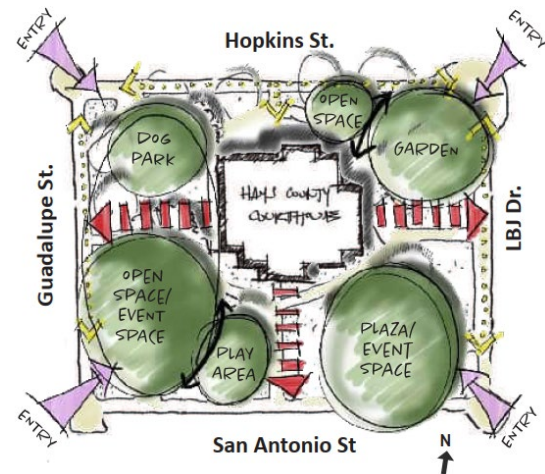 ENTRY
Hopkins St.
ENTRY
OPEN
SPACE
DOG
PARK
GARDEN
HAYS COUNTY
COURTHOUSE
Guadalupe St.
LBJ Dr.
OPEN
SPACE/
EVENT
SPACE
PLAZA/
EVENT
SPACE
PLAY
AREA
ENTRY
ENTRY
San Antonio St
N